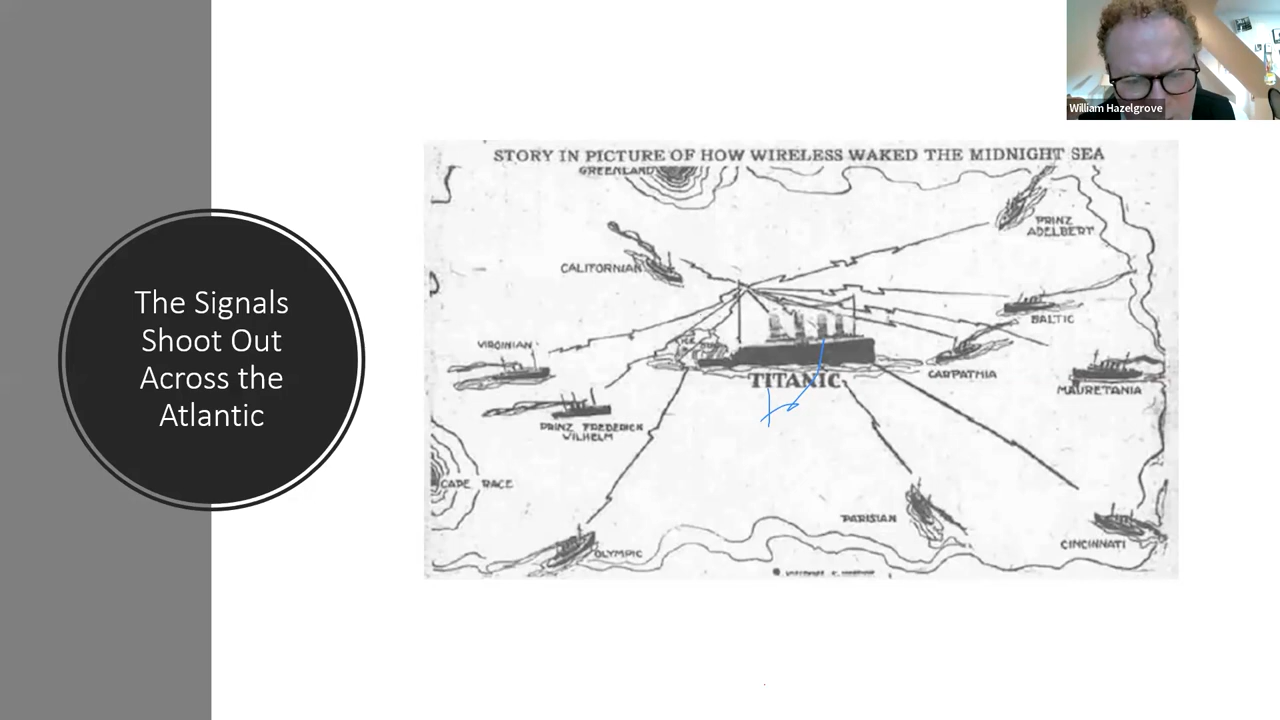 William Hazelgrove
The Signals
Shoot Out
Across the
Atlantic
STORY IN PICTURE OF HOW WIRELESS WAKED THE MIDNIGHT SEA
GREENLAND
PRINZ
ADELBERT
CALIFORNIAN
BALTIC
VIRGINIAN
CARPATHIA
TITANIC
MAURETANIA
PRINZ FREDERICK
WILHELM
CAPE RACE
PARISIAN
CINCINNATI
OLYMPIC